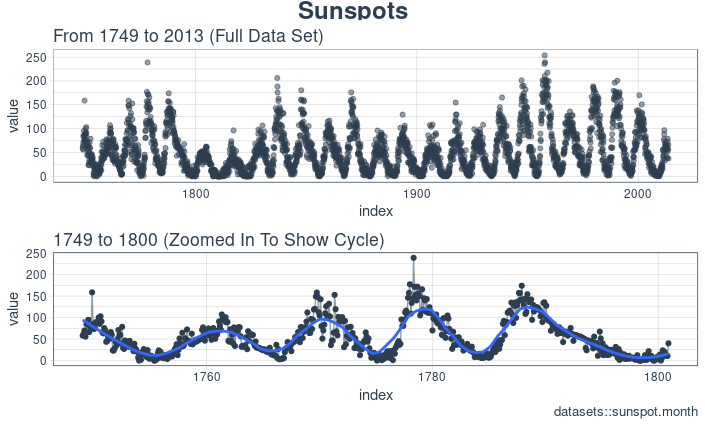 Sunspots
From 1749 to 2013 (Full Data Set)
250
200
150
100
50
0
value
1800 1900 2000
index
1749 to 1800 (Zoomed In To Show Cycle)
250
200
150
100
50
0
value
1760 1780 1800
index
datasets::sunspot.month